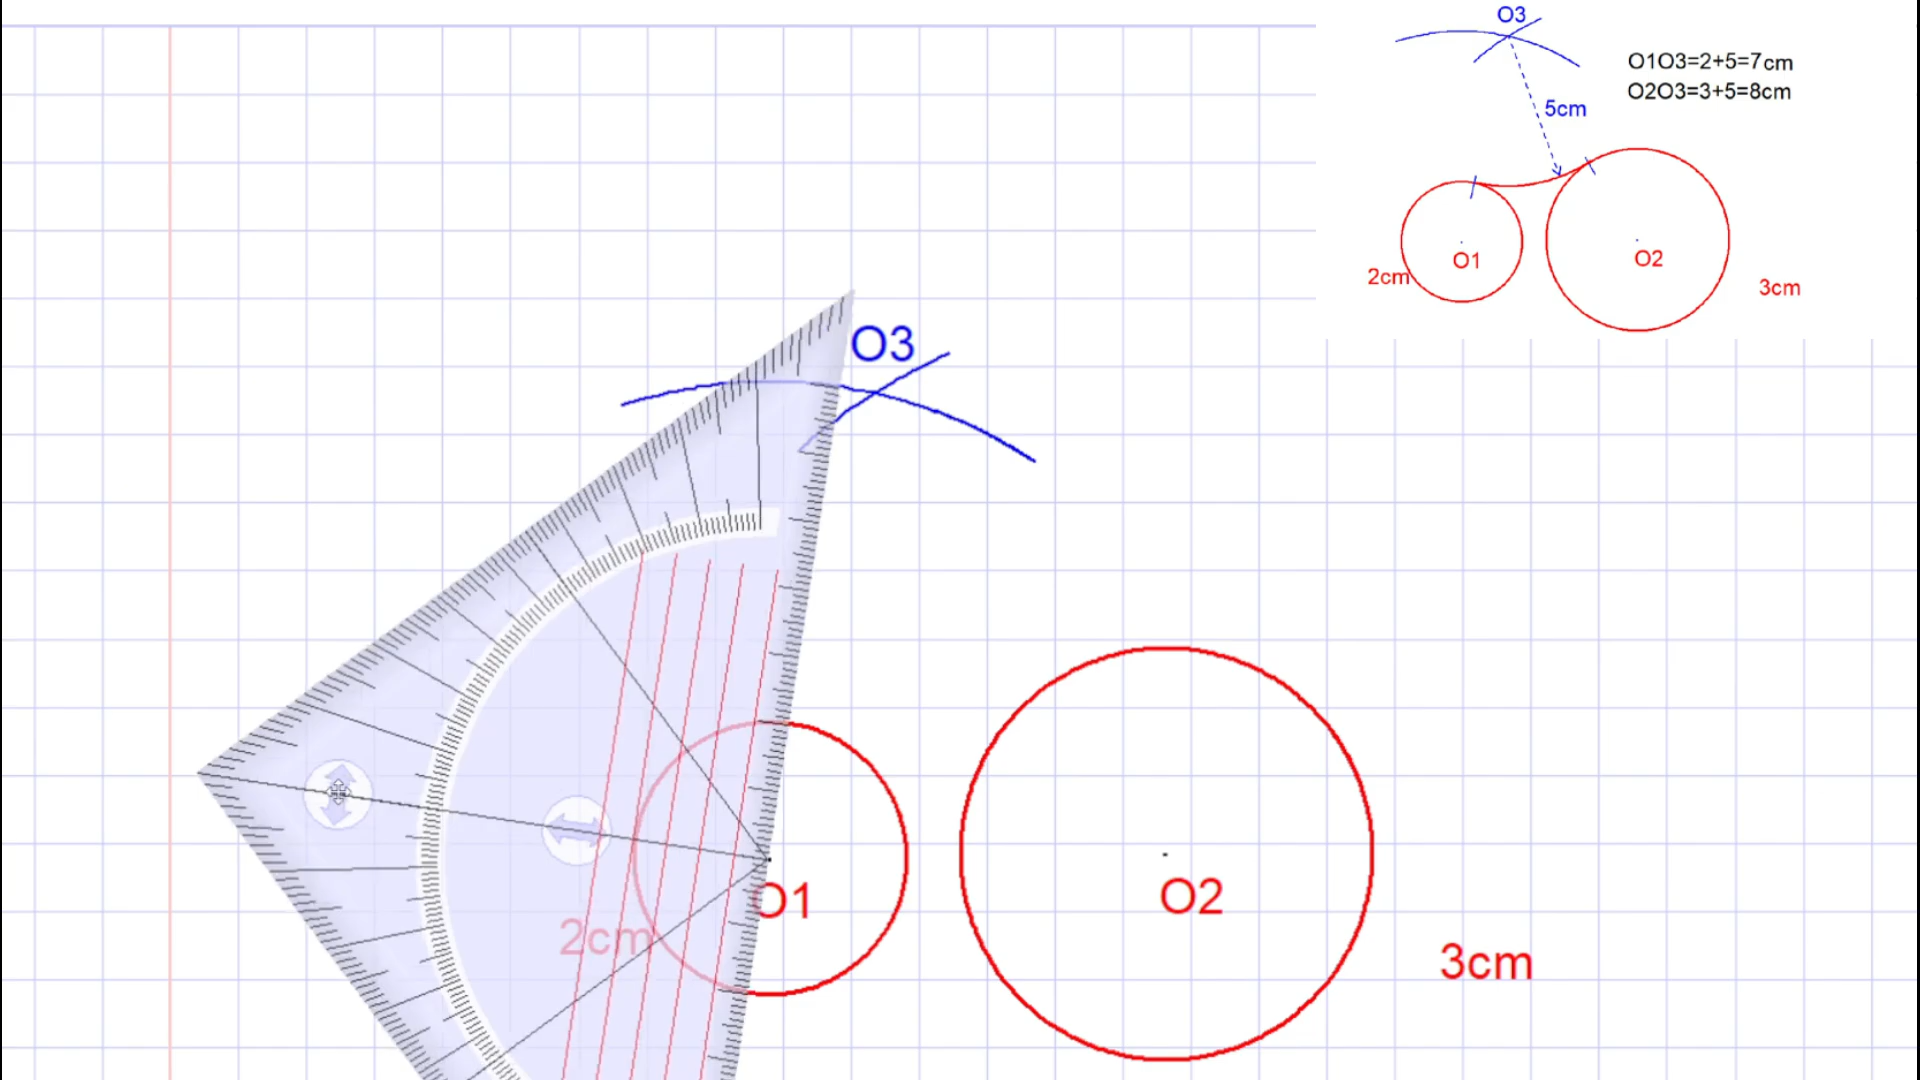 O3
O1O3=2+5=7cm
O2O3=3+5=8cm
5cm
O1
O2
2cm
3cm
O3
O1
O2
2cm
3cm